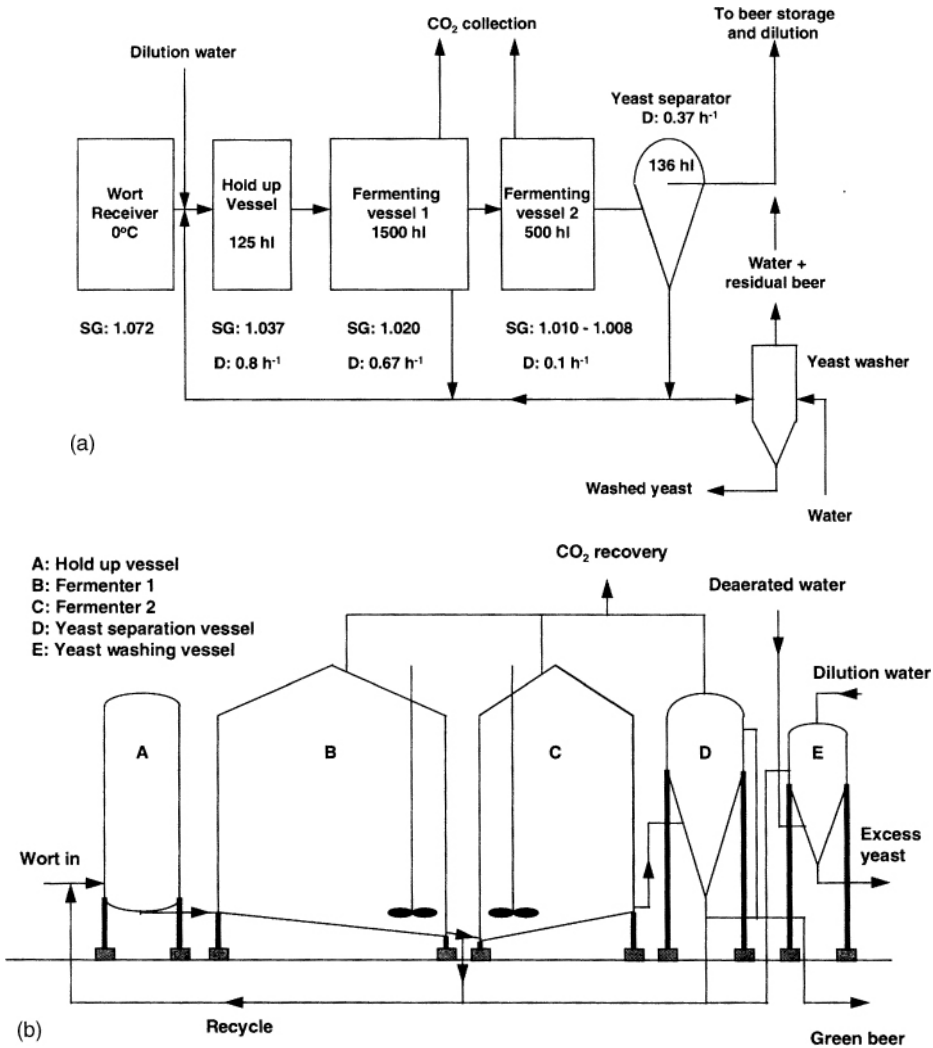 CO₂ collection
To beer storage
and dilution
Dilution water
Yeast separator
D: 0.37 h⁻¹
136 hl
Wort
Receiver
0°C
Hold up
Vessel
125 hl
Fermenting
vessel 1
1500 hl
Fermenting
vessel 2
500 hl
Water +
residual beer
SG: 1.072
SG: 1.037
SG: 1.020
SG: 1.010 - 1.008
D: 0.8 h⁻¹
D: 0.67 h⁻¹
D: 0.1 h⁻¹
Yeast washer
(a)
Washed yeast
Water
CO₂ recovery
A: Hold up vessel
B: Fermenter 1
C: Fermenter 2
D: Yeast separation vessel
E: Yeast washing vessel
Deaerated water
Dilution water
A
B
C
D
E
Wort in
Excess
yeast
Recycle
(b)
Green beer